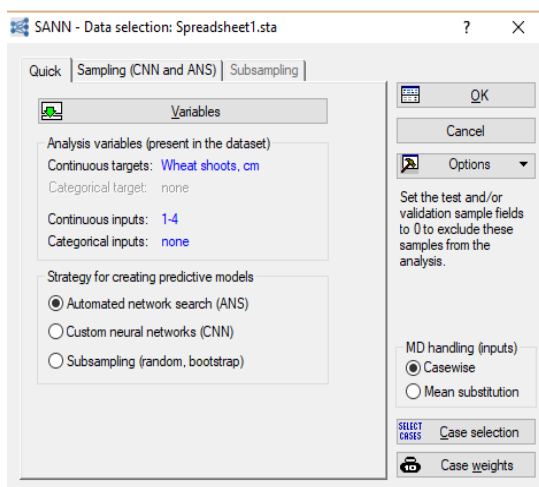 SANN - Data selection: Spreadsheet1.sta
Quick Sampling (CNN and ANS) Subsampling
Variables
Analysis variables (present in the dataset)
Continuous targets: Wheat shoots, cm
Categorical target: none
Continuous inputs: 1-4
Categorical inputs: none
Strategy for creating predictive models
Automated network search (ANS)
Custom neural networks (CNN)
Subsampling (random, bootstrap)
OK
Cancel
Options
Set the test and/or
validation sample fields
to 0 to exclude these
samples from the
analysis.
MD handling (inputs)
Casewise
Mean substitution
SELECT CASES Case selection
10 Case weights